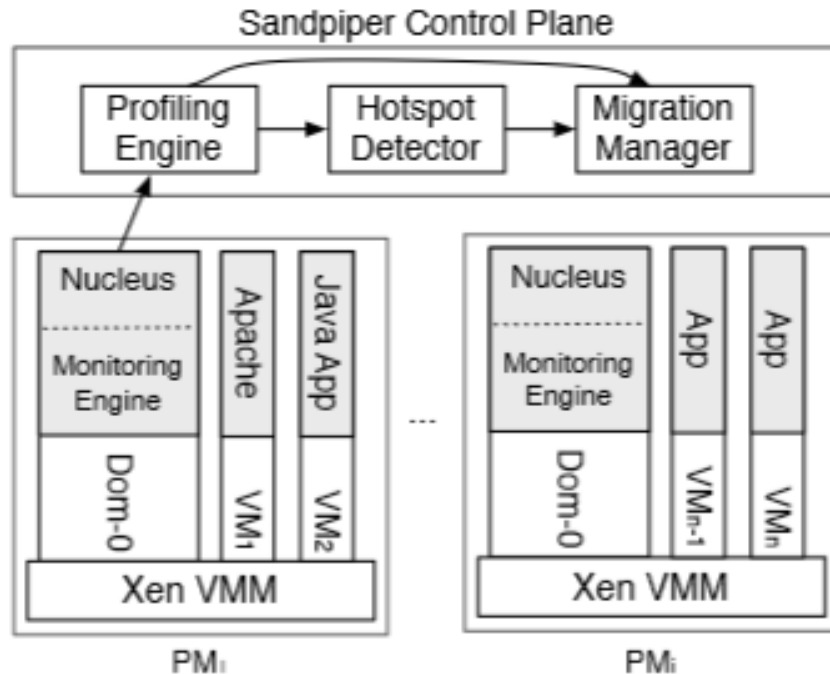 Sandpiper Control Plane
Profiling
Engine
Hotspot
Detector
Migration
Manager
Nucleus
Monitoring
Engine
Dom-0
Apache
VM₁
Java App
VM₂
Xen VMM
PM₁
...
Nucleus
Monitoring
Engine
Dom-0
App
VMₙ₋₁
App
VMₙ
Xen VMM
PMᵢ